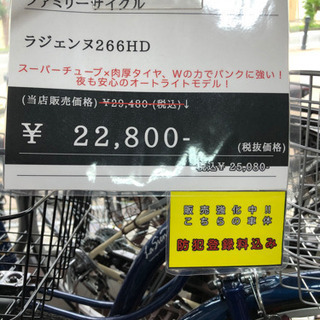 ファミリーサイクル
ラジェンヌ266HD
スーパーチューブ×肉厚タイヤ、Wの力でパンクに強い!
夜も安心のオートライトモデル!
(当店販売価格) ¥29,480-(税込)↓
¥ 22,800- (税抜価格)
税込¥ 25,080-
販売強化中!!
こちらの車体
防犯登録料込み